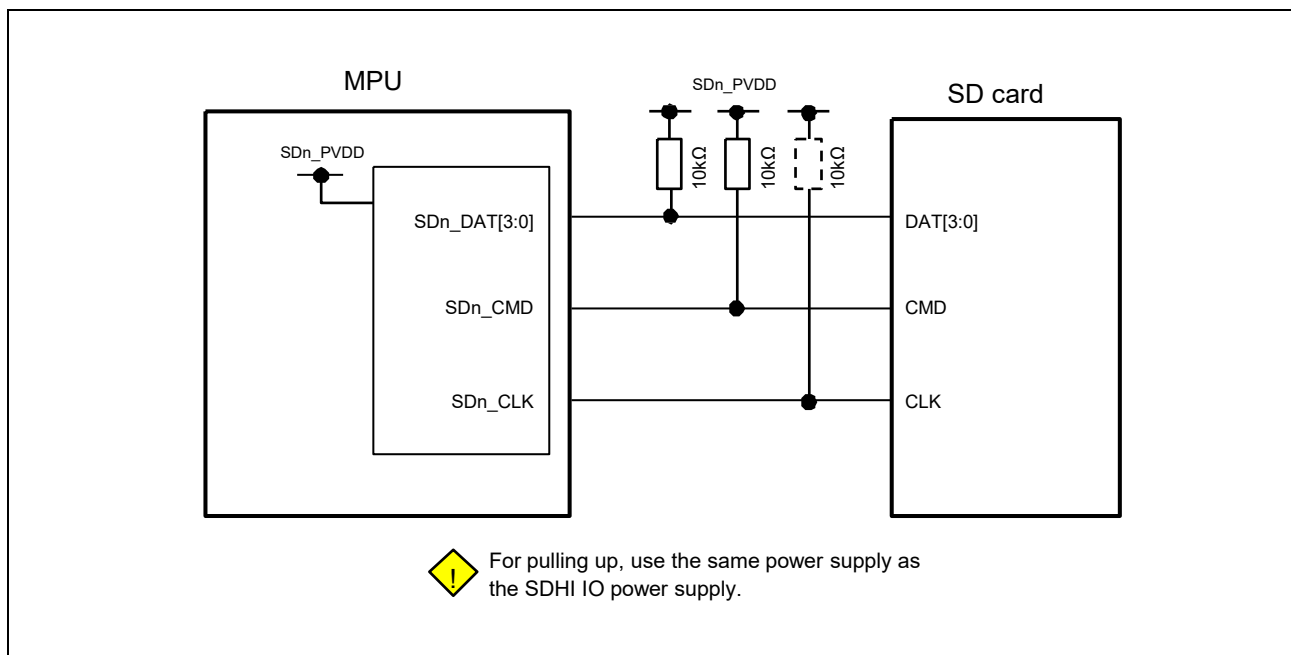 MPU
SDn_PVDD
SD card
SDn_PVDD
10kΩ
10kΩ
10kΩ
SDn_DAT[3:0]
DAT[3:0]
SDn_CMD
CMD
SDn_CLK
CLK
!
For pulling up, use the same power supply as
the SDHI IO power supply.